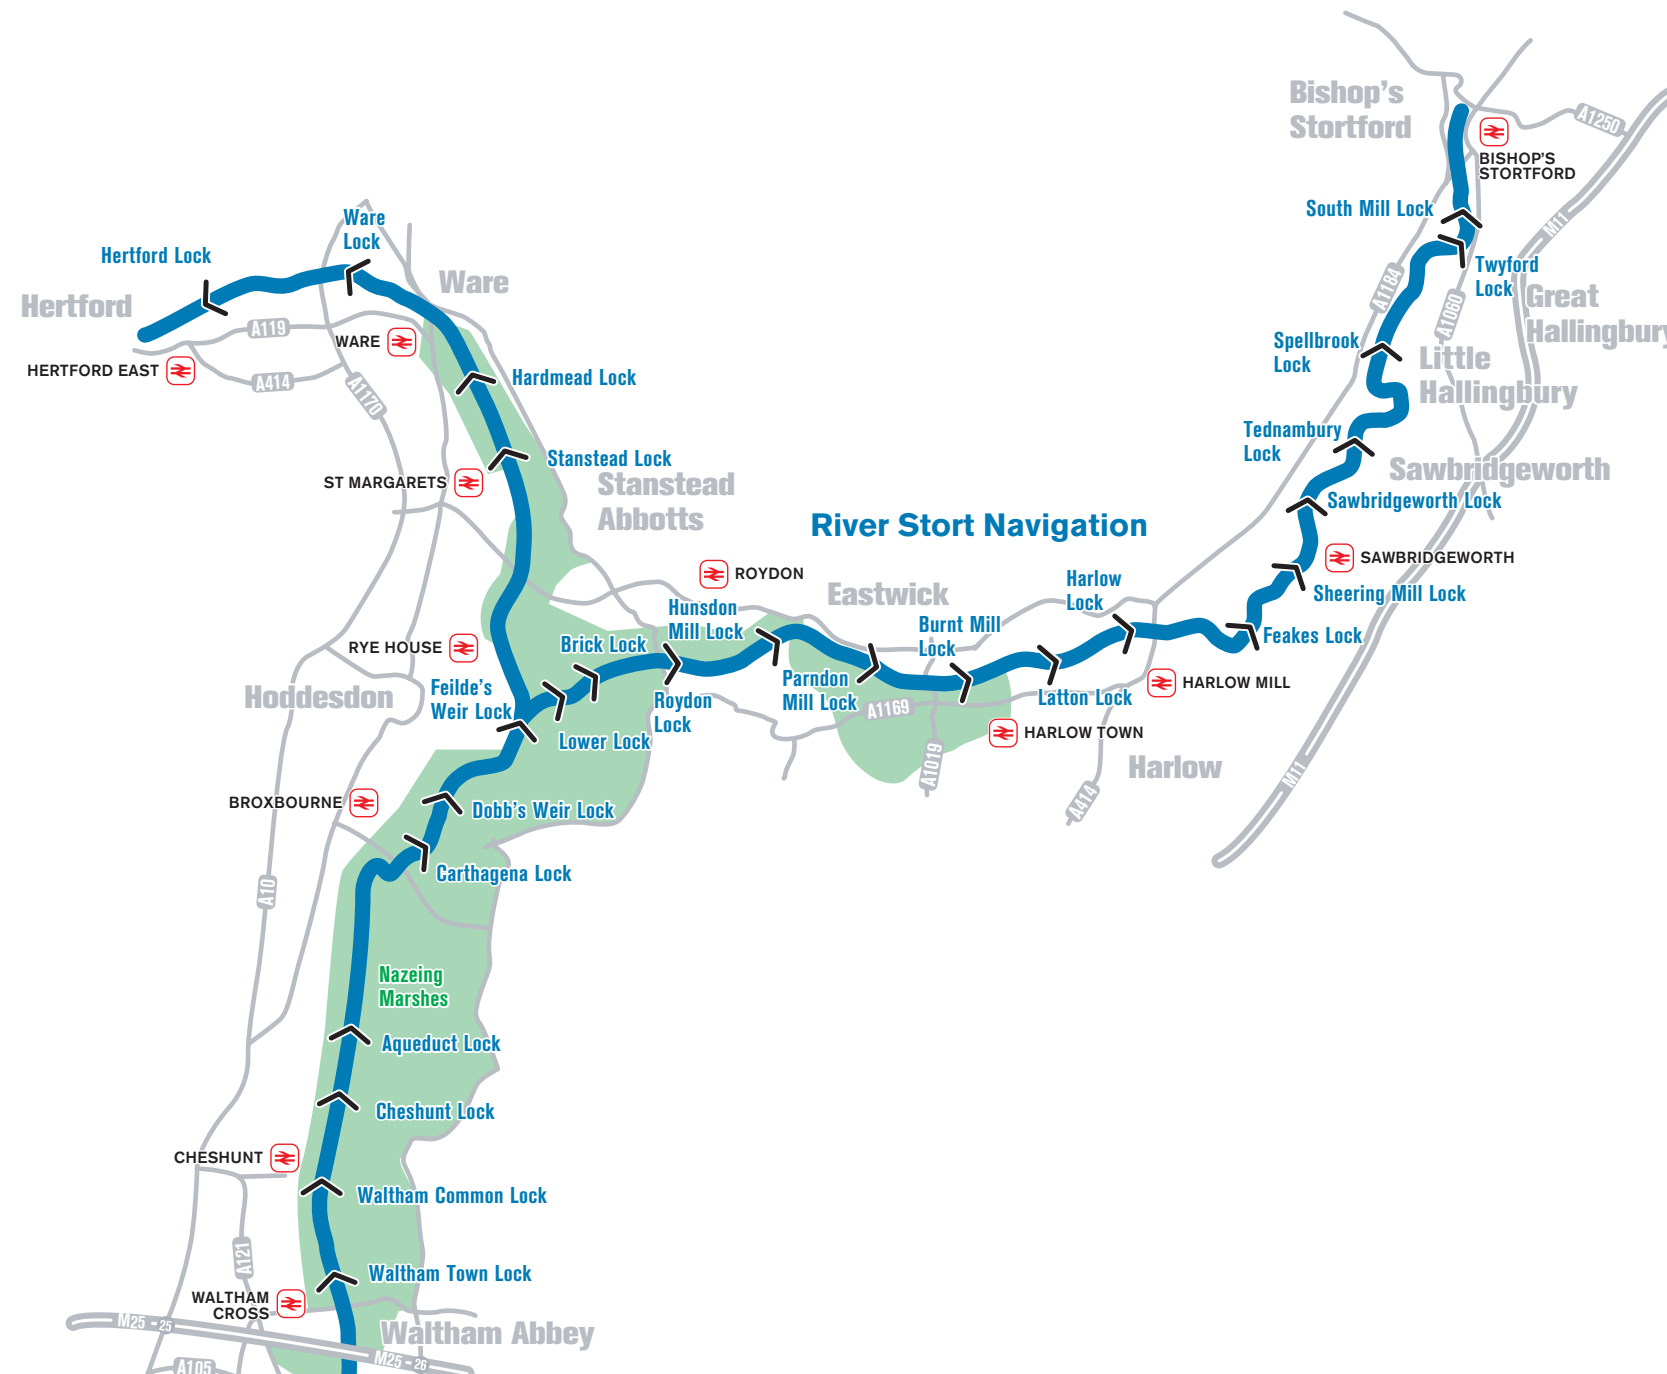 Bishop's
Stortford
A1250
BISHOP'S
STORTFORD
M11
South Mill Lock
Twyford
Lock
Great
Hallingbury
A1184
A1060
Spellbrook
Lock
Little
Hallingbury
Tednambury
Lock
Sawbridgeworth
Sawbridgeworth Lock
SAWBRIDGEWORTH
Sheering Mill Lock
Feakes Lock
Ware
Lock
Hertford Lock
Hertford
Ware
A119
WARE
HERTFORD EAST
A414
A1170
Hardmead Lock
Stanstead Lock
ST MARGARETS
Stanstead
Abbotts
River Stort Navigation
ROYDON
Eastwick
Harlow
Lock
Hunsdon
Mill Lock
Burnt Mill
Lock
Brick Lock
RYE HOUSE
Hoddesdon
Feilde's
Weir Lock
Roydon
Lock
Parndon
Mill Lock
Latton Lock
HARLOW MILL
A1169
HARLOW TOWN
Lower Lock
A1019
Harlow
A414
M11
BROXBOURNE
Dobb's Weir Lock
Carthagena Lock
A10
Nazeing
Marshes
Aqueduct Lock
Cheshunt Lock
CHESHUNT
Waltham Common Lock
A121
Waltham Town Lock
WALTHAM
CROSS
M25 - 25
Waltham Abbey
M25 - 26
A105